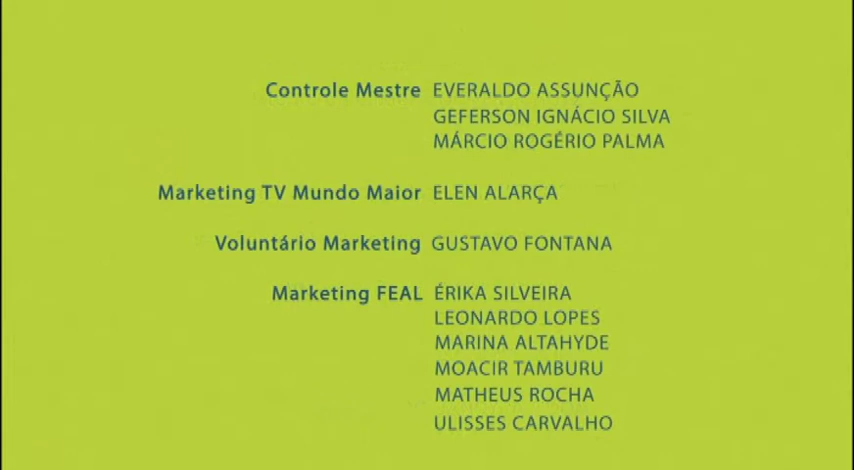 Controle Mestre EVERALDO ASSUNÇÃO
GEFERSON IGNÁCIO SILVA
MÁRCIO ROGÉRIO PALMA
Marketing TV Mundo Maior ELEN ALARÇA
Voluntário Marketing GUSTAVO FONTANA
Marketing FEAL ÉRIKA SILVEIRA
LEONARDO LOPES
MARINA ALTAHYDE
MOACIR TAMBURU
MATHEUS ROCHA
ULISSES CARVALHO